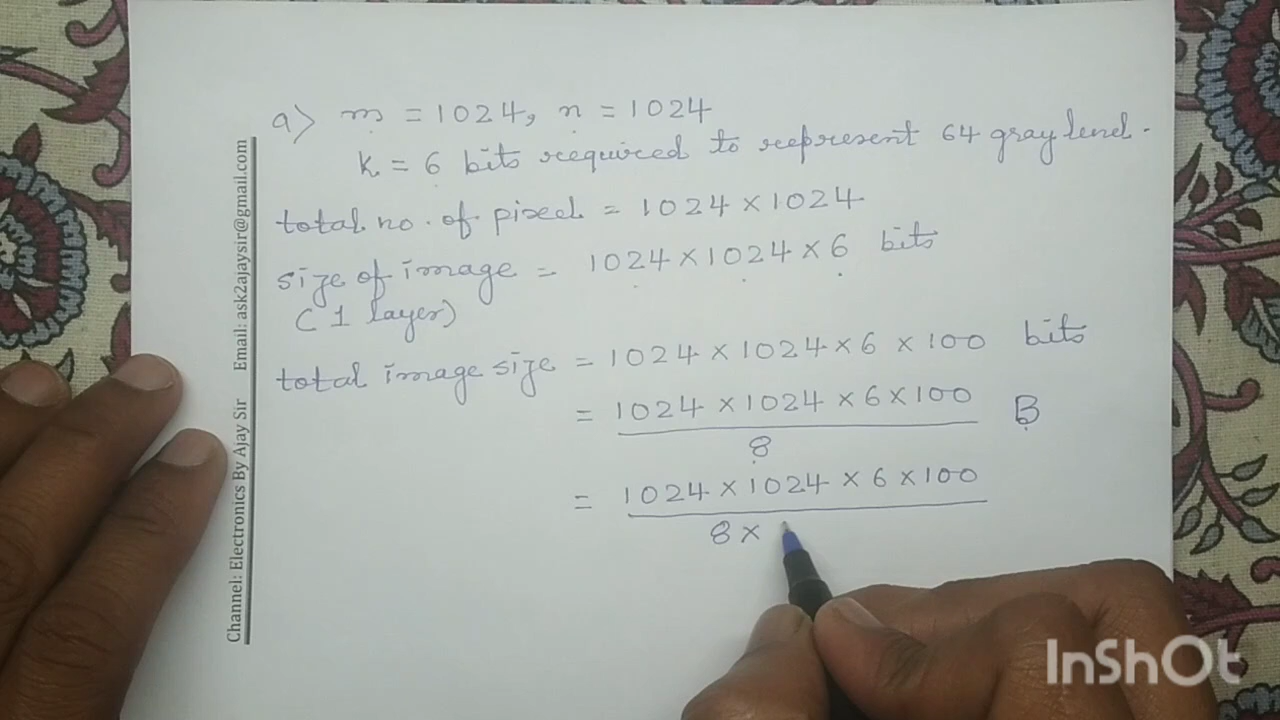 a) m = 1024, n = 1024
k = 6 bits required to represent 64 gray level.
total no. of pixel = 1024 × 1024
size of image = 1024 × 1024 × 6 bits
( 1 layer)
total image size = 1024 × 1024 × 6 × 100 bits
= 1024 × 1024 × 6 × 100 B
8
= 1024 × 1024 × 6 × 100
8 ×
Channel: Electronics By Ajay Sir Email: ask2ajaysir@gmail.com
InShOt